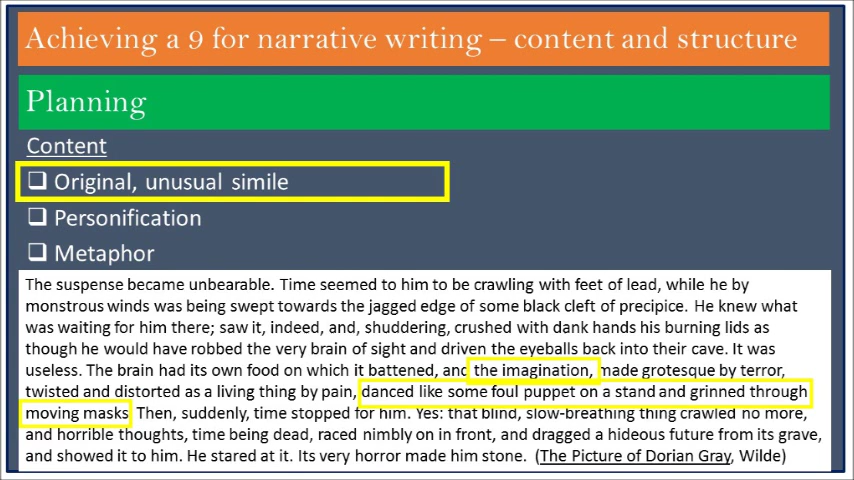 Achieving a 9 for narrative writing – content and structure
Planning
Content
❑ Original, unusual simile
❑ Personification
❑ Metaphor
The suspense became unbearable. Time seemed to him to be crawling with feet of lead, while he by
monstrous winds was being swept towards the jagged edge of some black cleft of precipice. He knew what
was waiting for him there; saw it, indeed, and, shuddering, crushed with dank hands his burning lids as
though he would have robbed the very brain of sight and driven the eyeballs back into their cave. It was
useless. The brain had its own food on which it battened, and the imagination, made grotesque by terror,
twisted and distorted as a living thing by pain, danced like some foul puppet on a stand and grinned through
moving masks. Then, suddenly, time stopped for him. Yes: that blind, slow-breathing thing crawled no more,
and horrible thoughts, time being dead, raced nimbly on in front, and dragged a hideous future from its grave,
and showed it to him. He stared at it. Its very horror made him stone. (The Picture of Dorian Gray, Wilde)